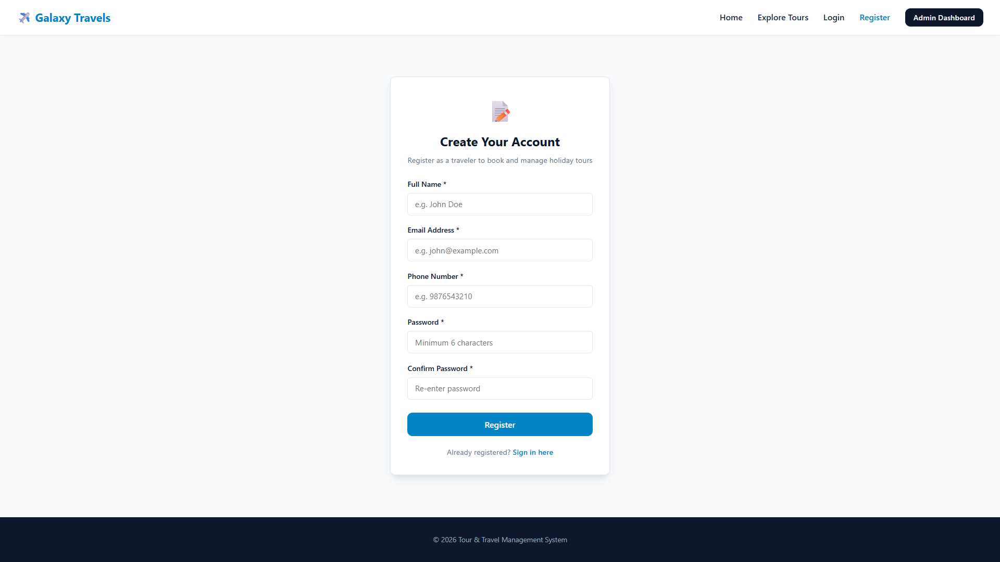 Galaxy Travels
Home
Explore Tours
Login
Register
Admin Dashboard
Create Your Account
Register as a traveler to book and manage holiday tours
Full Name *
e.g. John Doe
Email Address *
e.g. john@example.com
Phone Number *
e.g. 9876543210
Password *
Minimum 6 characters
Confirm Password *
Re-enter password
Register
Already registered? Sign in here
© 2026 Tour & Travel Management System